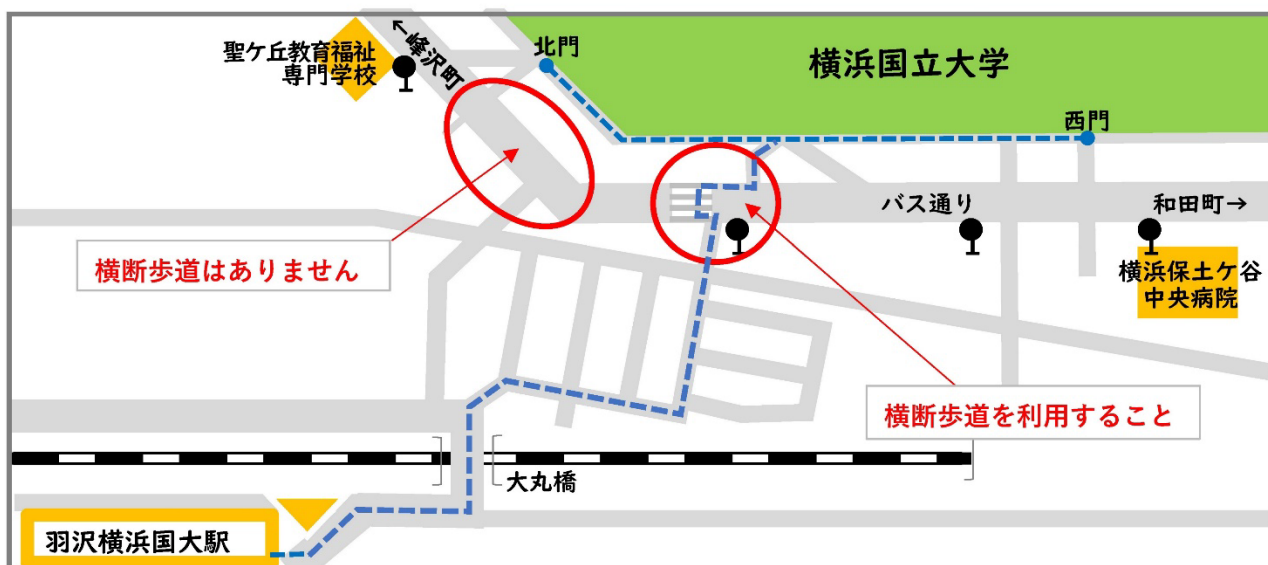 ←峰沢町
聖ケ丘教育福祉
専門学校
北門
横浜国立大学
西門
バス通り
和田町→
横断歩道はありません
横浜保土ケ谷
中央病院
横断歩道を利用すること
大丸橋
羽沢横浜国大駅